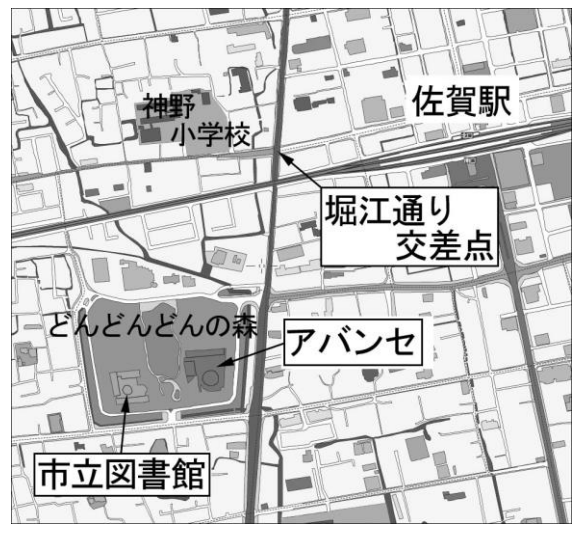 佐賀駅
神野
小学校
堀江通り
交差点
どんどんどんの森
アバンセ
市立図書館